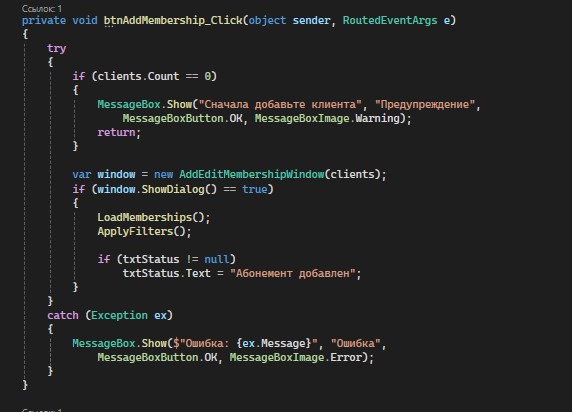 Ссылок: 1
private void btnAddMembership_Click(object sender, RoutedEventArgs e)
{
    try
    {
        if (clients.Count == 0)
        {
            MessageBox.Show("Сначала добавьте клиента", "Предупреждение",
                MessageBoxButton.OK, MessageBoxImage.Warning);
            return;
        }

        var window = new AddEditMembershipWindow(clients);
        if (window.ShowDialog() == true)
        {
            LoadMemberships();
            ApplyFilters();

            if (txtStatus != null)
                txtStatus.Text = "Абонемент добавлен";
        }
    }
    catch (Exception ex)
    {
        MessageBox.Show($"Ошибка: {ex.Message}", "Ошибка",
            MessageBoxButton.OK, MessageBoxImage.Error);
    }
}
Ссылок: 1